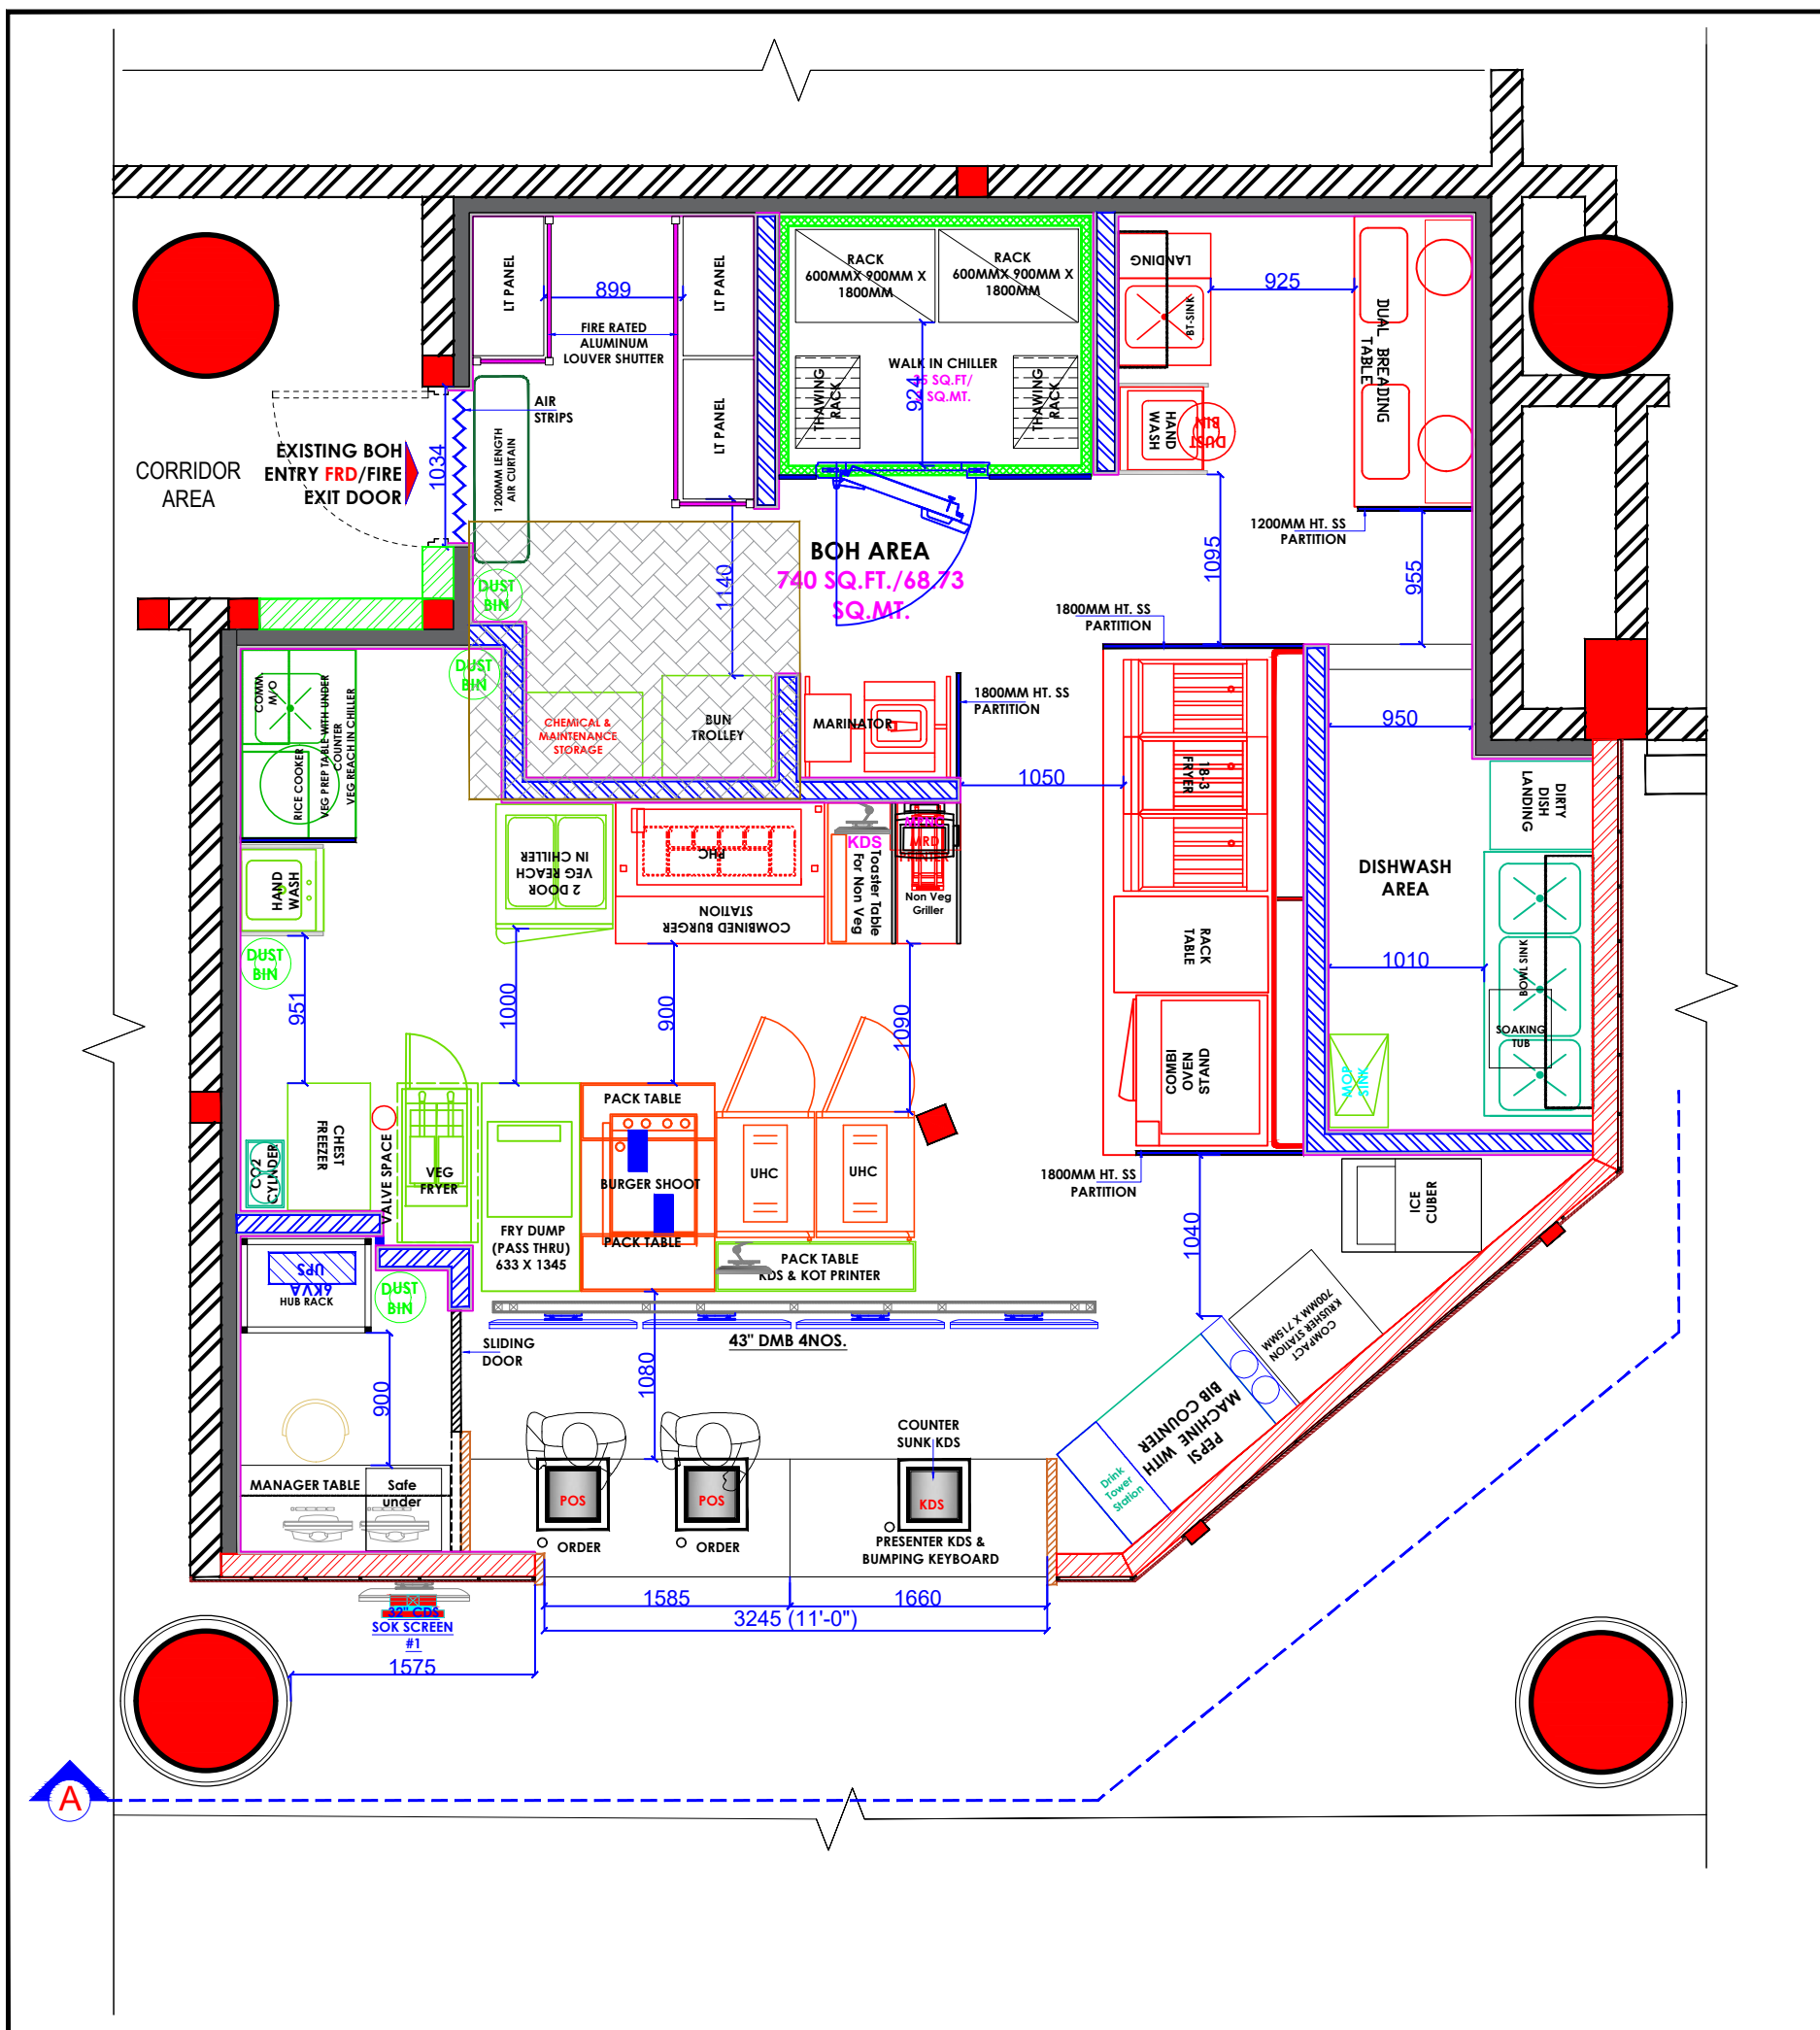 LT PANEL
LT PANEL
LT PANEL
899
FIRE RATED
ALUMINUM
LOUVER SHUTTER
RACK
600MMX 900MM X
1800MM
RACK
600MMX 900MM X
1800MM
WALK IN CHILLER
SQ.FT/
SQ.MT.
924
THAWING
RACK
THAWING
RACK
LANDING
BT-SINK
925
DUAL BREADING
TABLE
HAND
WASH
DUST
BIN
AIR
STRIPS
1200MM LENGTH
AIR CURTAIN
EXISTING BOH
ENTRY FRD/FIRE
EXIT DOOR
1034
CORRIDOR
AREA
1200MM HT. SS
PARTITION
BOH AREA
740 SQ.FT./68.73
SQ.MT.
1140
1095
955
DUST
BIN
DUST
BIN
1800MM HT. SS
PARTITION
1800MM HT. SS
PARTITION
COMM
M/O
RICE COOKER
VEG PREP TABLE WITH UNDER
COUNTER
VEG REACH IN CHILLER
CHEMICAL &
MAINTENANCE
STORAGE
BUN
TROLLEY
MARINATOR
950
1050
18-3
FRYER
DIRTY
DISH
LANDING
HAND
WASH
2 DOOR
VEG REACH
IN CHILLER
PHC
COMBINED BURGER
STATION
KDS
Toaster Table
For Non Veg
MRD
Non Veg
Griller
DISHWASH
AREA
RACK
TABLE
DUST
BIN
951
1000
900
1090
1010
BOWL SINK
SOAKING
TUB
MOP
SINK
COMBI
OVEN
STAND
CHEST
FREEZER
CO2
CYLINDER
VALVE SPACE
VEG
FRYER
FRY DUMP
(PASS THRU)
633 X 1345
PACK TABLE
BURGER SHOOT
PACK TABLE
UHC
UHC
PACK TABLE
KDS & KOT PRINTER
1800MM HT. SS
PARTITION
ICE
CUBER
1040
6KVA
UPS
HUB RACK
DUST
BIN
SLIDING
DOOR
43" DMB 4NOS.
COMPACT
KRUSHER STATION
700MM X 715MM
PEPSI
MACHINE WITH
BIB COUNTER
Drink
Tower
Station
900
1080
COUNTER
SUNK KDS
MANAGER TABLE
Safe
under
POS
POS
KDS
ORDER
ORDER
PRESENTER KDS &
BUMPING KEYBOARD
1585
1660
3245 (11'-0")
32" CDS
SOK SCREEN
#1
1575
A